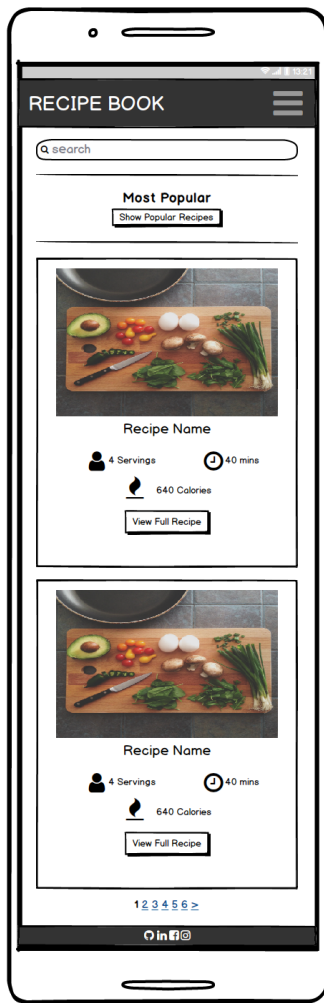 13:21
RECIPE BOOK
search
Most Popular
Show Popular Recipes
Recipe Name
4 Servings 40 mins
640 Calories
View Full Recipe
Recipe Name
4 Servings 40 mins
640 Calories
View Full Recipe
1 2 3 4 5 6 >